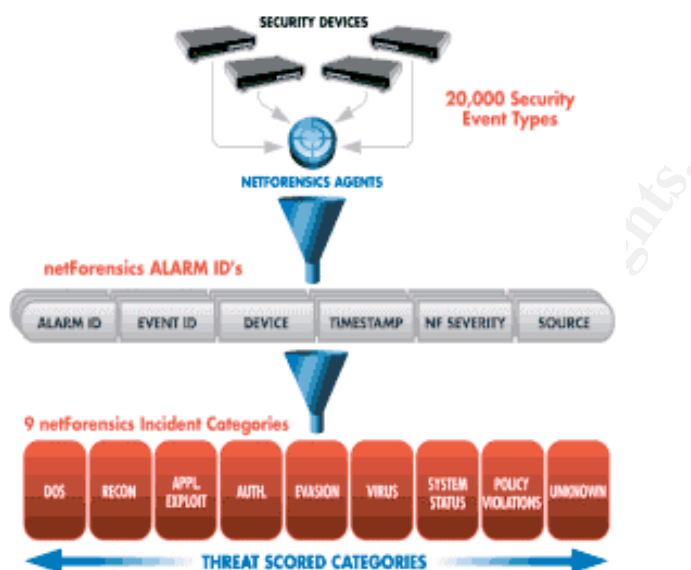 SECURITY DEVICES
20,000 Security
Event Types
NETFORENSICS AGENTS
netForensics ALARM ID's
ALARM ID
EVENT ID
DEVICE
TIMESTAMP
NF SEVERITY
SOURCE
9 netForensics Incident Categories
DOS
RECON
APPL.
EXPLOIT
AUTH.
EVASION
VIRUS
SYSTEM
STATUS
POLICY
VIOLATIONS
UNKNOWN
THREAT SCORED CATEGORIES